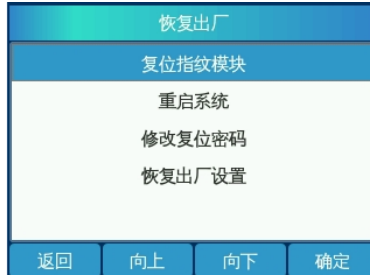 恢复出厂
复位指纹模块
重启系统
修改复位密码
恢复出厂设置
返回 向上 向下 确定